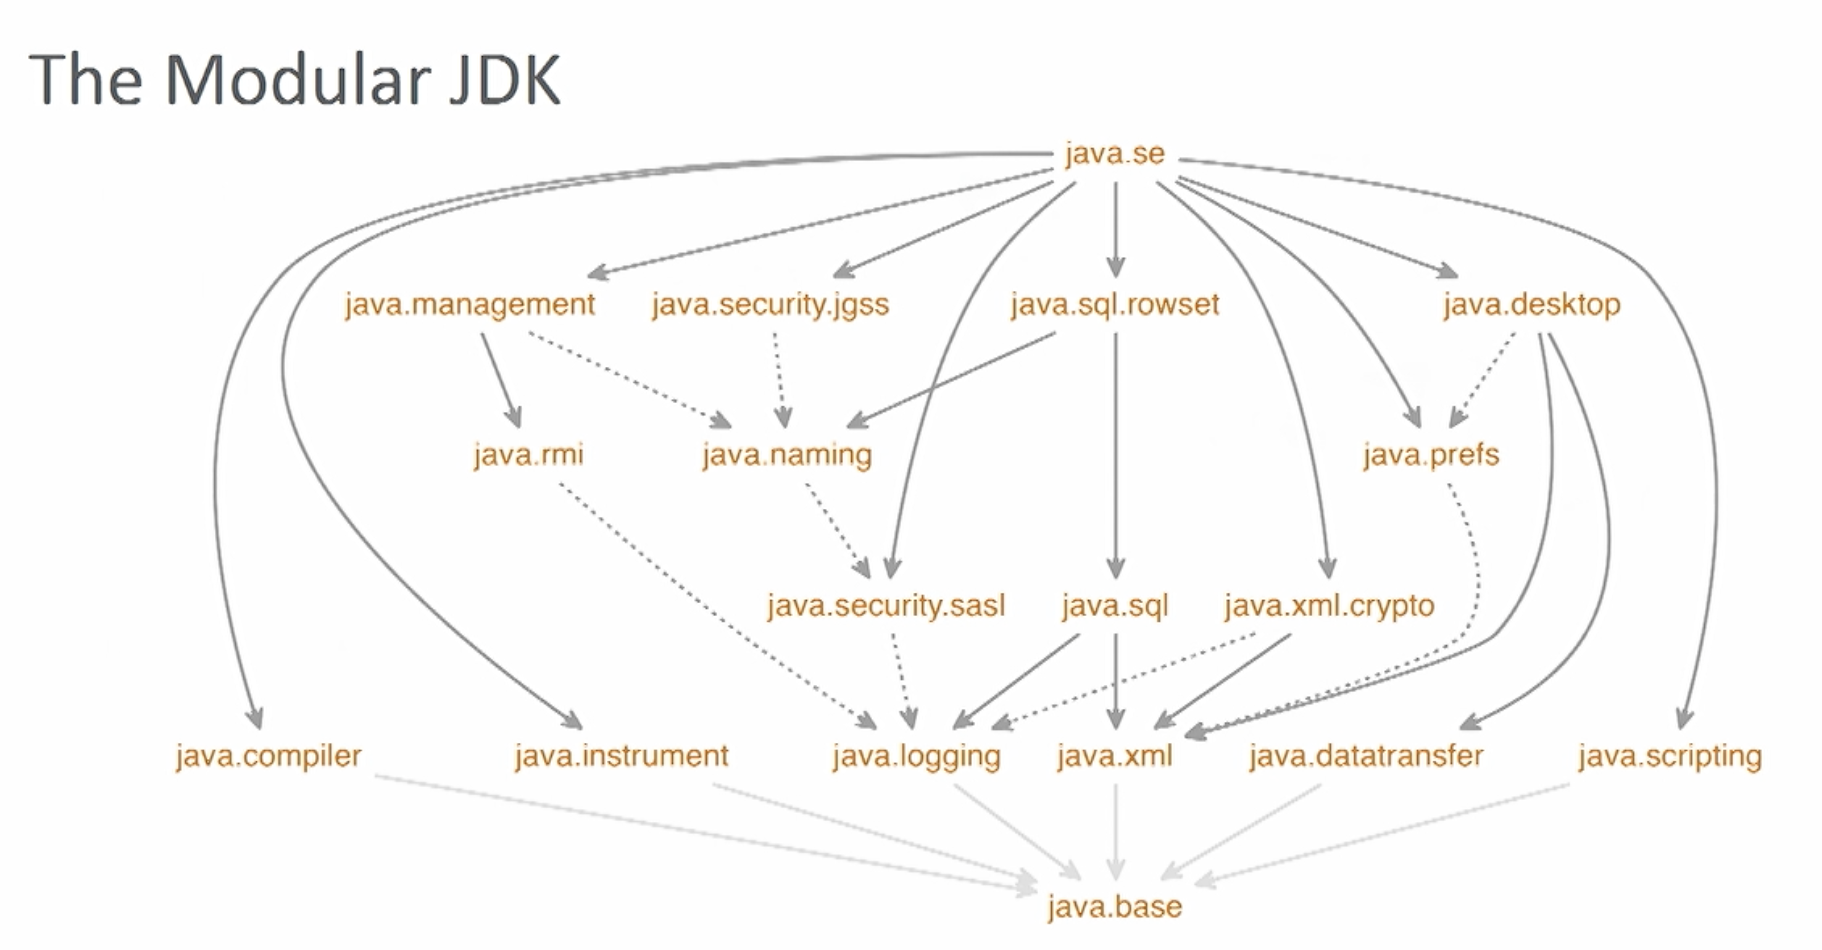 The Modular JDK
java.se
java.management java.security.jgss java.sql.rowset java.desktop
java.rmi java.naming java.prefs
java.security.sasl java.sql java.xml.crypto
java.compiler java.instrument java.logging java.xml java.datatransfer java.scripting
java.base